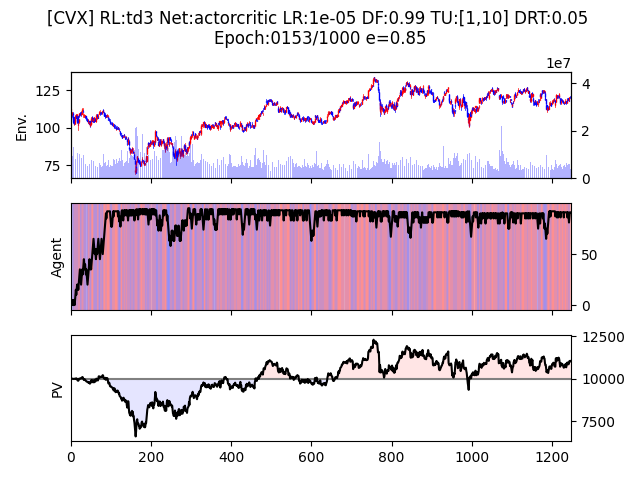 [CVX] RL:td3 Net:actorcritic LR:1e-05 DF:0.99 TU:[1,10] DRT:0.05
Epoch:0153/1000 e=0.85
1e7
125
100
75
Env.
4
2
0
Agent
50
0
PV
12500
10000
7500
0 200 400 600 800 1000 1200